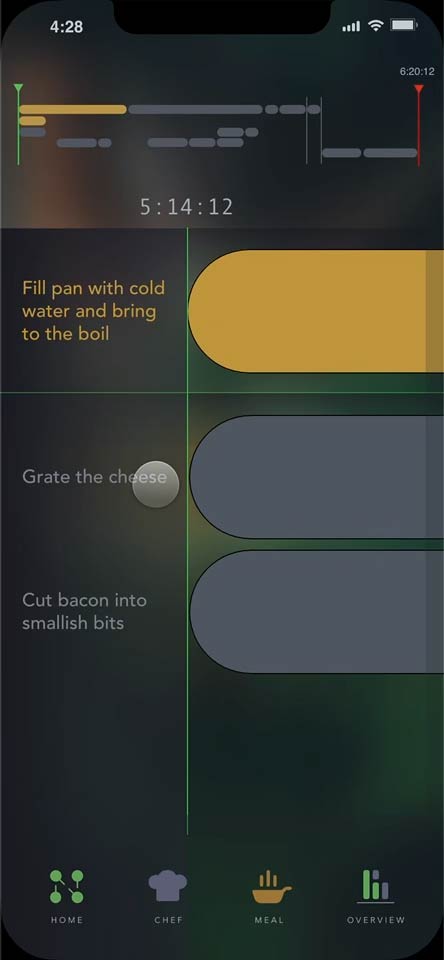 4:28
6:20:12
5:14:12
Fill pan with cold
water and bring
to the boil
Grate the cheese
Cut bacon into
smallish bits
HOME
CHEF
MEAL
OVERVIEW